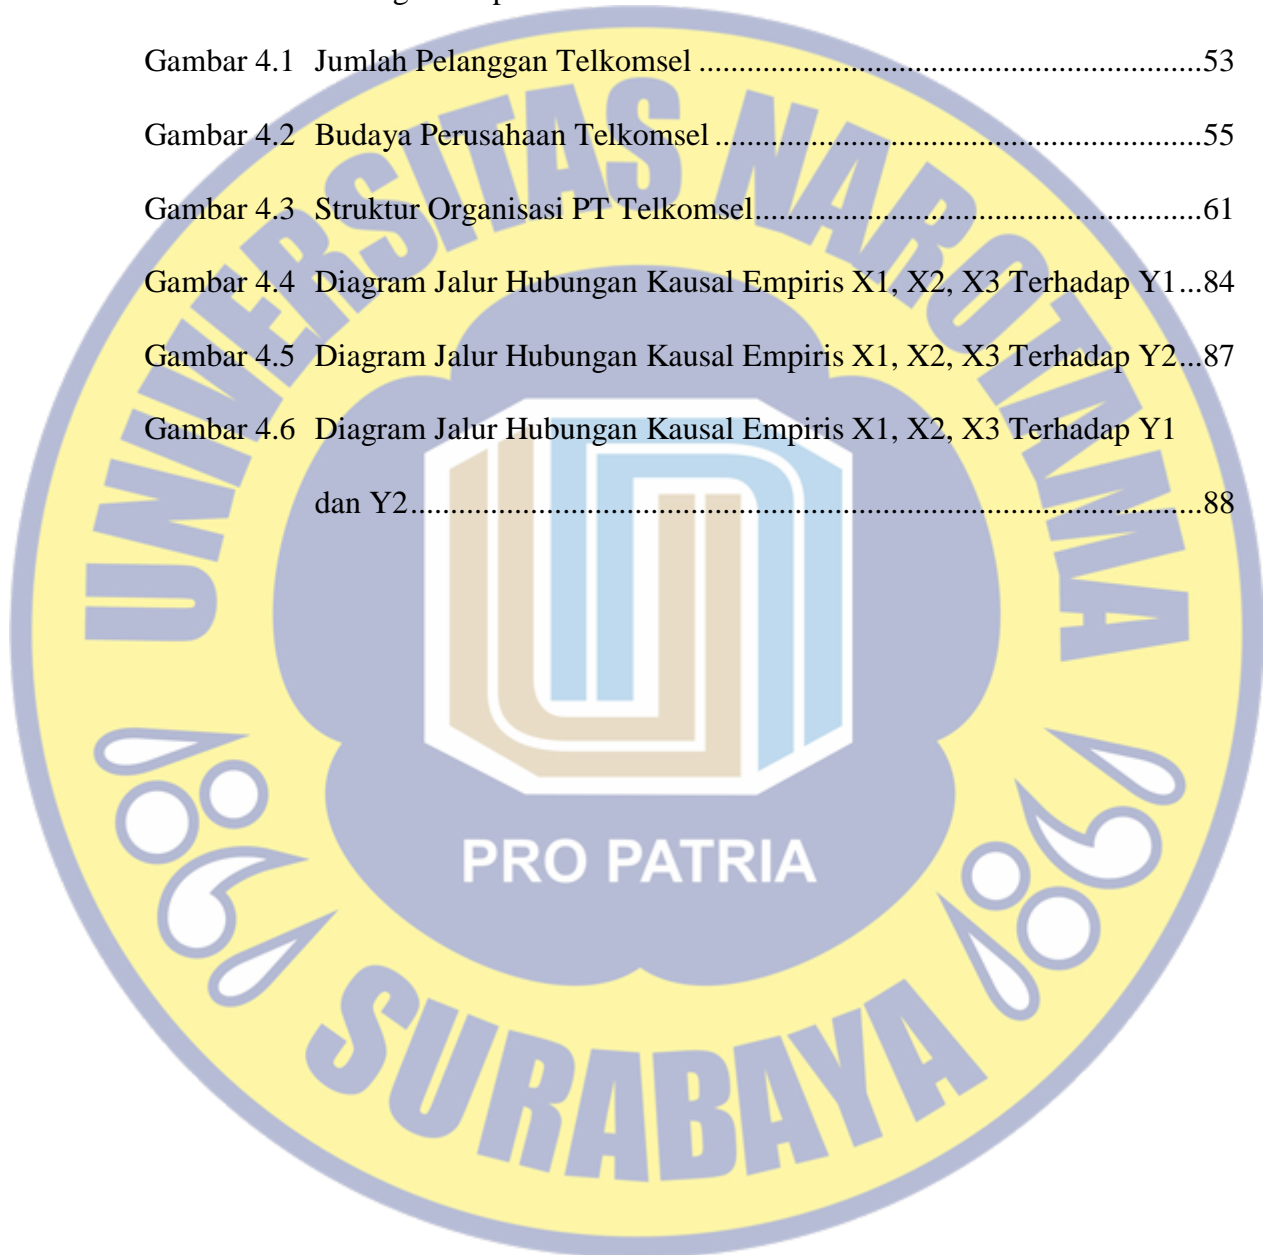 Gambar 4.1 Jumlah Pelanggan Telkomsel ..............................................................53
Gambar 4.2 Budaya Perusahaan Telkomsel ............................................................55
Gambar 4.3 Struktur Organisasi PT Telkomsel.......................................................61
Gambar 4.4 Diagram Jalur Hubungan Kausal Empiris X1, X2, X3 Terhadap Y1...84
Gambar 4.5 Diagram Jalur Hubungan Kausal Empiris X1, X2, X3 Terhadap Y2...87
Gambar 4.6 Diagram Jalur Hubungan Kausal Empiris X1, X2, X3 Terhadap Y1
dan Y2..................................................................................................88
UNIVERSITAS NAROTAMA
PRO PATRIA
SURABAYA